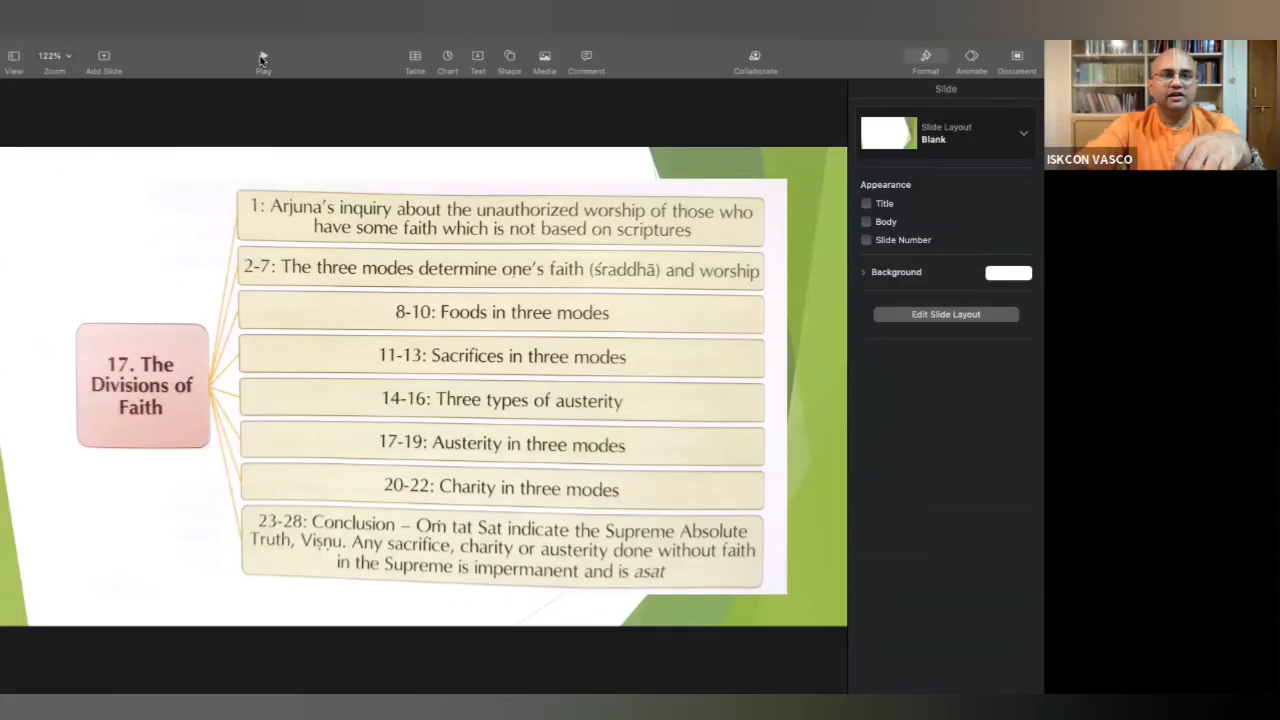 View
122%
Zoom
Add Slide
Play
Table
Chart
Text
Shape
Media
Comment
Collaborate
Format
Animate
Document
Slide
Slide Layout
Blank
Appearance
Title
Body
Slide Number
Background
Edit Slide Layout
ISKCON VASCO
17. The
Divisions of
Faith
1: Arjuna's inquiry about the unauthorized worship of those who
have some faith which is not based on scriptures
2-7: The three modes determine one's faith (śraddhā) and worship
8-10: Foods in three modes
11-13: Sacrifices in three modes
14-16: Three types of austerity
17-19: Austerity in three modes
20-22: Charity in three modes
23-28: Conclusion – Oṁ tat Sat indicate the Supreme Absolute
Truth, Viṣṇu. Any sacrifice, charity or austerity done without faith
in the Supreme is impermanent and is asat